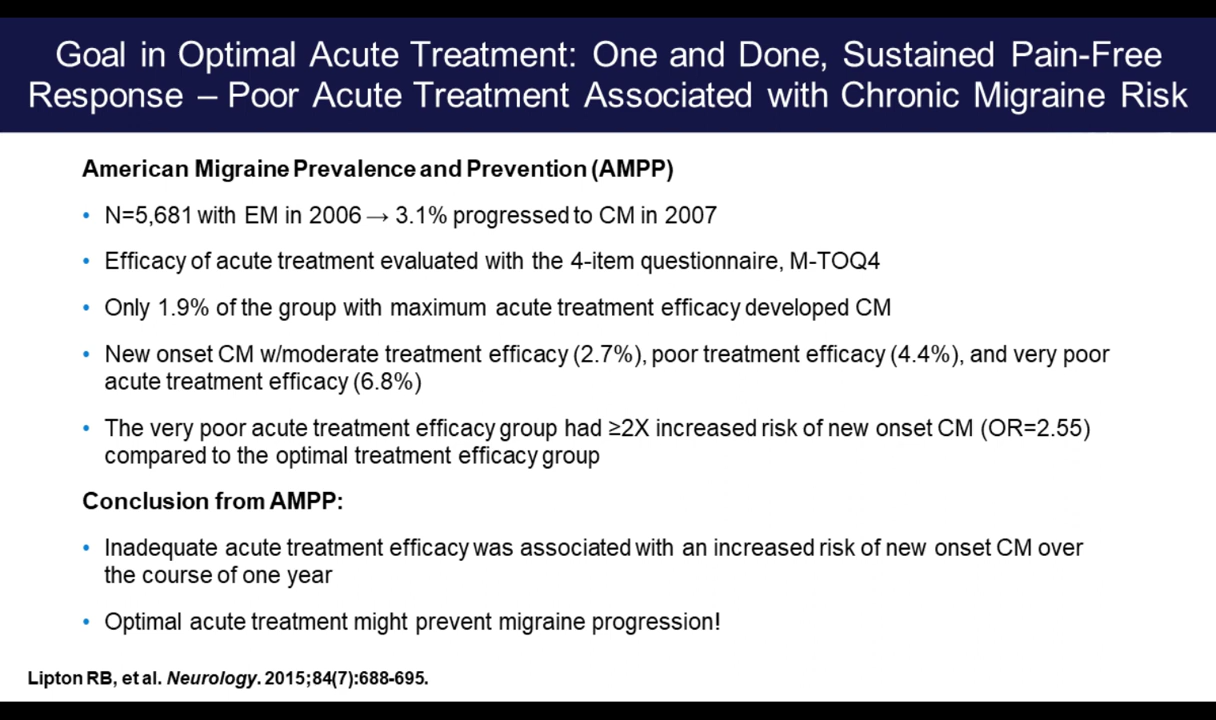 Goal in Optimal Acute Treatment: One and Done, Sustained Pain-Free
Response – Poor Acute Treatment Associated with Chronic Migraine Risk
American Migraine Prevalence and Prevention (AMPP)
• N=5,681 with EM in 2006 → 3.1% progressed to CM in 2007
• Efficacy of acute treatment evaluated with the 4-item questionnaire, M-TOQ4
• Only 1.9% of the group with maximum acute treatment efficacy developed CM
• New onset CM w/moderate treatment efficacy (2.7%), poor treatment efficacy (4.4%), and very poor
acute treatment efficacy (6.8%)
• The very poor acute treatment efficacy group had ≥2X increased risk of new onset CM (OR=2.55)
compared to the optimal treatment efficacy group
Conclusion from AMPP:
• Inadequate acute treatment efficacy was associated with an increased risk of new onset CM over
the course of one year
• Optimal acute treatment might prevent migraine progression!
Lipton RB, et al. Neurology. 2015;84(7):688-695.